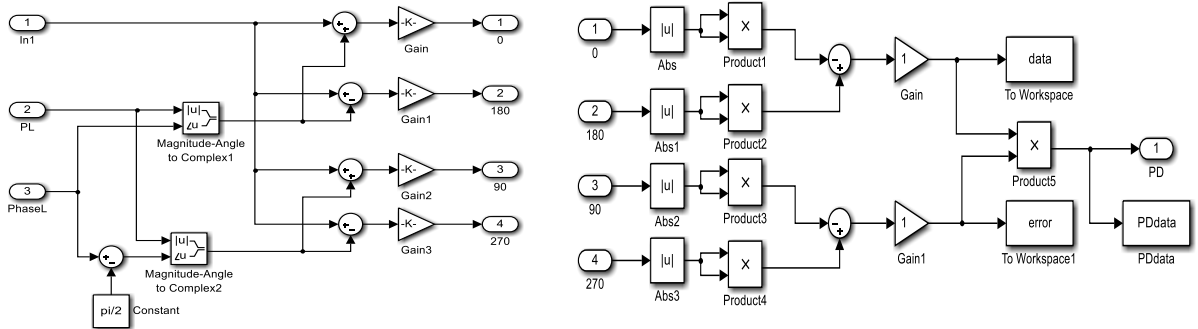 1
In1
-K-
Gain
1
0
-K-
Gain1
2
180
2
PL
|u|
∠u
Magnitude-Angle
to Complex1
-K-
Gain2
3
90
3
PhaseL
-K-
Gain3
4
270
|u|
∠u
Magnitude-Angle
to Complex2
pi/2
Constant
1
0
|u|
Abs
X
Product1
2
180
|u|
Abs1
X
Product2
1
Gain
data
To Workspace
X
Product5
1
PD
3
90
|u|
Abs2
X
Product3
4
270
|u|
Abs3
X
Product4
1
Gain1
error
To Workspace1
PDdata
PDdata